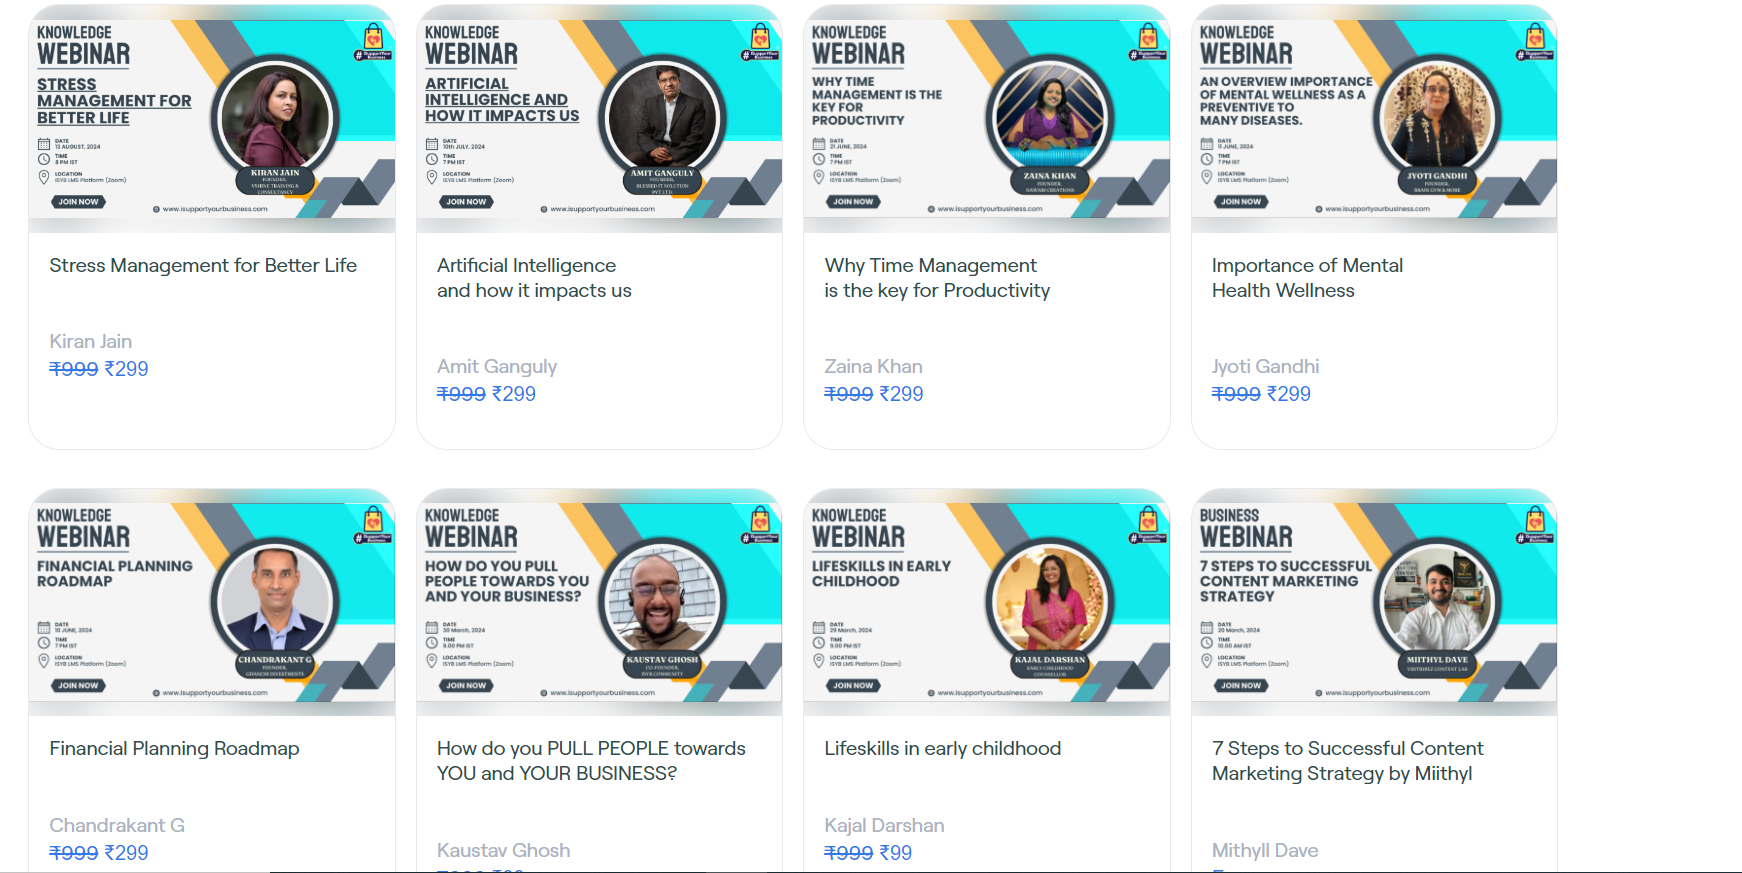 KNOWLEDGE
WEBINAR
STRESS
MANAGEMENT FOR
BETTER LIFE
DATE
13 AUGUST, 2024
TIME
8 PM IST
LOCATION
ISYB LMS Platform (Zoom)
JOIN NOW
KIRAN JAIN
FOUNDER,
CONSULTANCY
www.isupportyourbusiness.com
Stress Management for Better Life
Kiran Jain
₹999 ₹299
KNOWLEDGE
WEBINAR
ARTIFICIAL
INTELLIGENCE AND
HOW IT IMPACTS US
DATE
10th JULY, 2024
TIME
7 PM IST
LOCATION
ISYB LMS Platform (Zoom)
JOIN NOW
AMIT GANGULY
FOUNDER,
BLESSED IT SOLUTION
PVT LTD.
www.isupportyourbusiness.com
Artificial Intelligence
and how it impacts us
Amit Ganguly
₹999 ₹299
KNOWLEDGE
WEBINAR
WHY TIME
MANAGEMENT IS THE
KEY FOR
PRODUCTIVITY
DATE
21 JUNE, 2024
TIME
7 PM IST
LOCATION
ISYB LMS Platform (Zoom)
JOIN NOW
ZAINA KHAN
FOUNDER,
NAWABI CREATIONS
www.isupportyourbusiness.com
Why Time Management
is the key for Productivity
Zaina Khan
₹999 ₹299
KNOWLEDGE
WEBINAR
AN OVERVIEW IMPORTANCE
OF MENTAL WELLNESS AS A
PREVENTIVE TO
MANY DISEASES.
DATE
11 JUNE, 2024
TIME
7 PM IST
LOCATION
ISYB LMS Platform (Zoom)
JOIN NOW
JYOTI GANDHI
FOUNDER,
BRAIN GYM & MORE
www.isupportyourbusiness.com
Importance of Mental
Health Wellness
Jyoti Gandhi
₹999 ₹299
KNOWLEDGE
WEBINAR
FINANCIAL PLANNING
ROADMAP
DATE
10 JUNE, 2024
TIME
7 PM IST
LOCATION
ISYB LMS Platform (Zoom)
JOIN NOW
CHANDRAKANT G
FOUNDER,
GHANCHI INVESTMENTS
www.isupportyourbusiness.com
Financial Planning Roadmap
Chandrakant G
₹999 ₹299
KNOWLEDGE
WEBINAR
HOW DO YOU PULL
PEOPLE TOWARDS YOU
AND YOUR BUSINESS?
DATE
30 March, 2024
TIME
9.00 PM IST
LOCATION
ISYB LMS Platform (Zoom)
JOIN NOW
KAUSTAV GHOSH
CO-FOUNDER,
ISYB COMMUNITY
www.isupportyourbusiness.com
How do you PULL PEOPLE towards
YOU and YOUR BUSINESS?
Kaustav Ghosh
KNOWLEDGE
WEBINAR
LIFESKILLS IN EARLY
CHILDHOOD
DATE
29 March, 2024
TIME
9.00 PM IST
LOCATION
ISYB LMS Platform (Zoom)
JOIN NOW
KAJAL DARSHAN
EARLY CHILDHOOD
COUNSELLOR
www.isupportyourbusiness.com
Lifeskills in early childhood
Kajal Darshan
₹999 ₹99
BUSINESS
WEBINAR
7 STEPS TO SUCCESSFUL
CONTENT MARKETING
STRATEGY
DATE
20 March, 2024
TIME
10.00 AM IST
LOCATION
ISYB LMS Platform (Zoom)
JOIN NOW
MIITHYL DAVE
CONTENT LAB
www.isupportyourbusiness.com
7 Steps to Successful Content
Marketing Strategy by Miithyl
Mithyll Dave